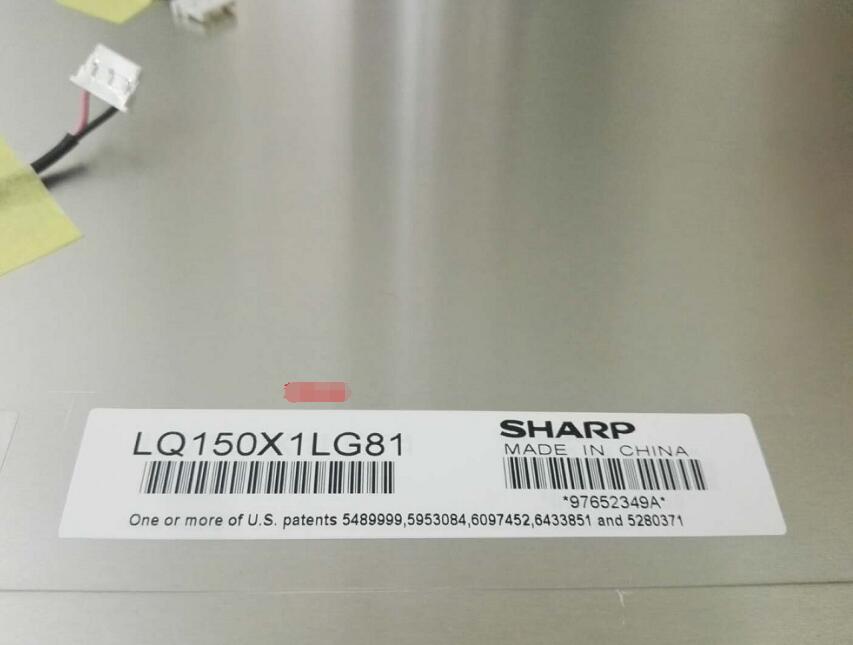 LQ150X1LG81
SHARP
MADE IN CHINA
*97652349A*
One or more of U.S. patents 5489999,5953084,6097452,6433851 and 5280371